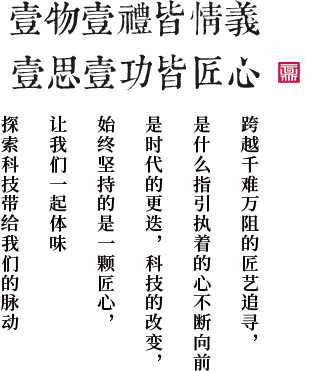 壹物壹禮皆情義
壹思壹功皆匠心
跨越千难万阻的匠艺追寻，
是什么指引执着的心不断向前
是时代的更迭，科技的改变，
始终坚持的是一颗匠心，
让我们一起体味
探索科技带给我们的脉动